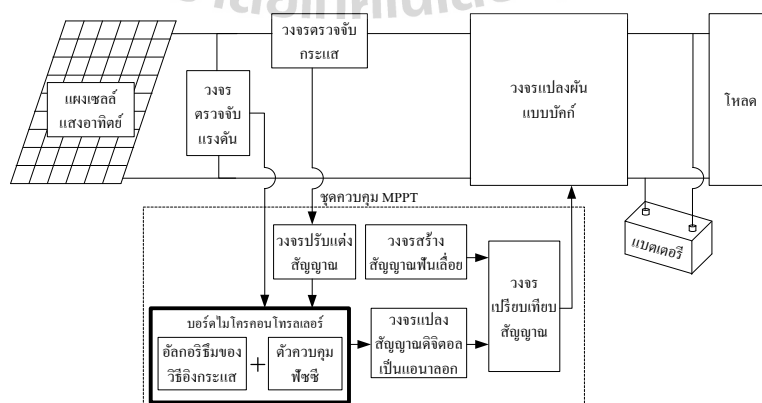 วงจรตรวจจับ
กระแส
แผงเซลล์
แสงอาทิตย์
วงจร
ตรวจจับ
แรงดัน
วงจรแปลงผัน
แบบบัคก์
โหลด
แบตเตอรี
ชุดควบคุม MPPT
วงจรปรับแต่ง
สัญญาณ
วงจรสร้าง
สัญญาณฟันเลื่อย
วงจร
เปรียบเทียบ
สัญญาณ
บอร์ดไมโครคอนโทรลเลอร์
อัลกอริธึมของ
วิธีอิงกระแส
+
ตัวควบคุม
ฟัซซี
วงจรแปลง
สัญญาณดิจิตอล
เป็นแอนาลอก